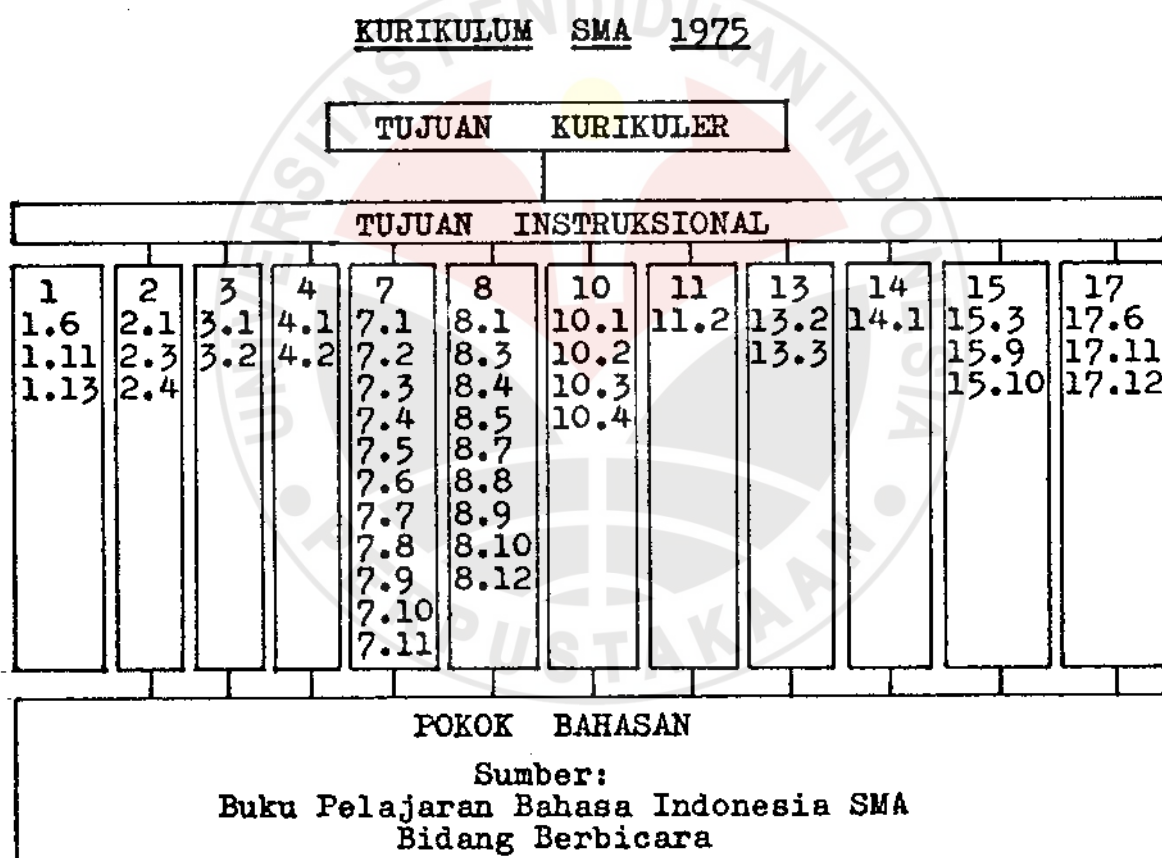 KURIKULUM SMA 1975
TUJUAN KURIKULER
TUJUAN INSTRUKSIONAL
1 2 3 4 7 8 10 11 13 14 15 17
1.6 2.1 3.1 4.1 7.1 8.1 10.1 11.2 13.2 14.1 15.3 17.6
1.11 2.3 3.2 4.2 7.2 8.3 10.2 13.3 15.9 17.11
1.13 2.4 7.3 8.4 10.3 15.10 17.12
7.4 8.5 10.4
7.5 8.7
7.6 8.8
7.7 8.9
7.8 8.10
7.9 8.12
7.10
7.11
POKOK BAHASAN
Sumber:
Buku Pelajaran Bahasa Indonesia SMA
Bidang Berbicara
UNIVERSITAS PENDIDIKAN INDONESIA
PERPUSTAKAAN